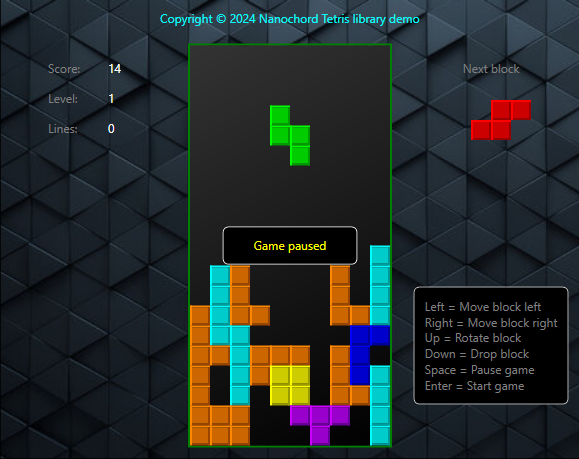 Copyright © 2024 Nanochord Tetris library demo
Score: 14
Level: 1
Lines: 0
Next block
Game paused
Left = Move block left
Right = Move block right
Up = Rotate block
Down = Drop block
Space = Pause game
Enter = Start game